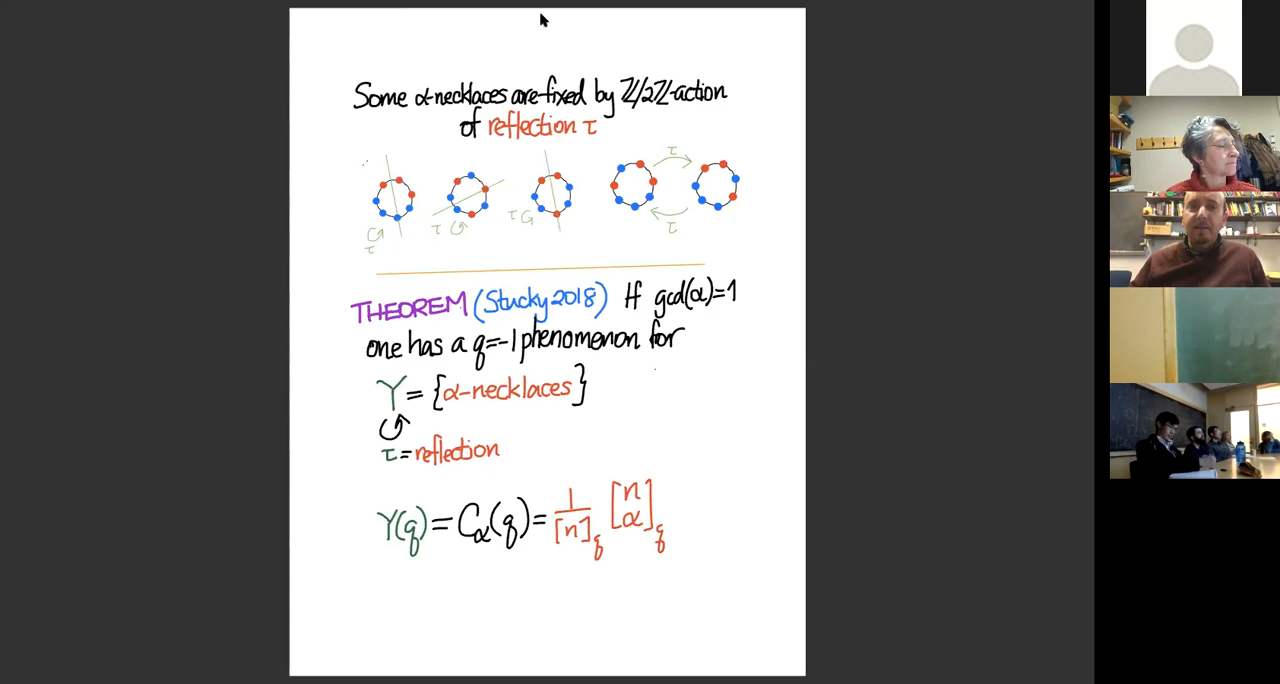 Some α-necklaces are fixed by ℤ/2ℤ-action
of reflection τ
τ
τ
τ
τ
τ
THEOREM (Stucky 2018) If gcd(α)=1
one has a q=-1 phenomenon for
Y = {α-necklaces}
τ = reflection
Y(q) = C_α(q) = 1/[n]_q [n α]_q